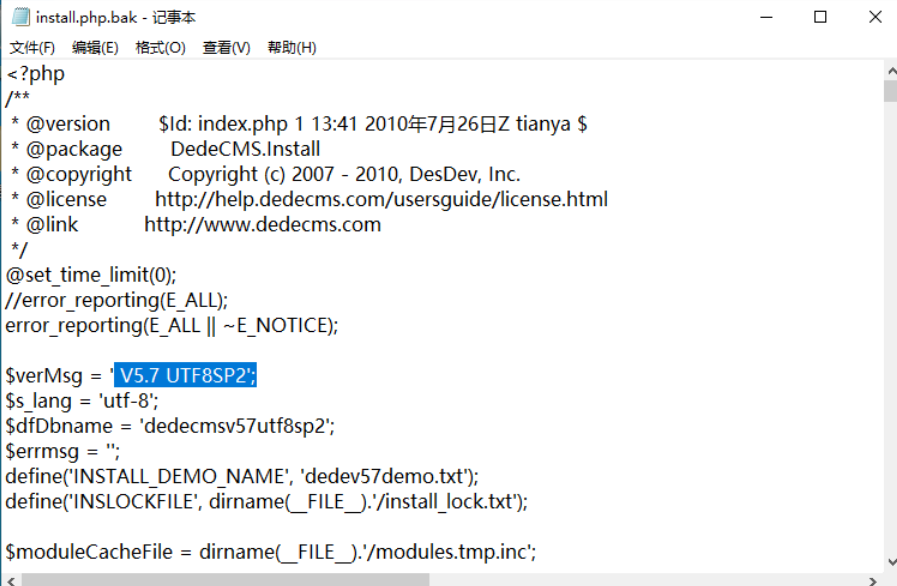 install.php.bak - 记事本
文件(F) 编辑(E) 格式(O) 查看(V) 帮助(H)
<?php
/**
 * @version        $Id: index.php 1 13:41 2010年7月26日Z tianya $
 * @package        DedeCMS.Install
 * @copyright      Copyright (c) 2007 - 2010, DesDev, Inc.
 * @license        http://help.dedecms.com/usersguide/license.html
 * @link           http://www.dedecms.com
 */
@set_time_limit(0);
//error_reporting(E_ALL);
error_reporting(E_ALL || ~E_NOTICE);

$verMsg = ' V5.7 UTF8SP2';
$s_lang = 'utf-8';
$dfDbname = 'dedecmsv57utf8sp2';
$errmsg = '';
define('INSTALL_DEMO_NAME', 'dedev57demo.txt');
define('INSLOCKFILE', dirname(__FILE__).'/install_lock.txt');

$moduleCacheFile = dirname(__FILE__).'/modules.tmp.inc';